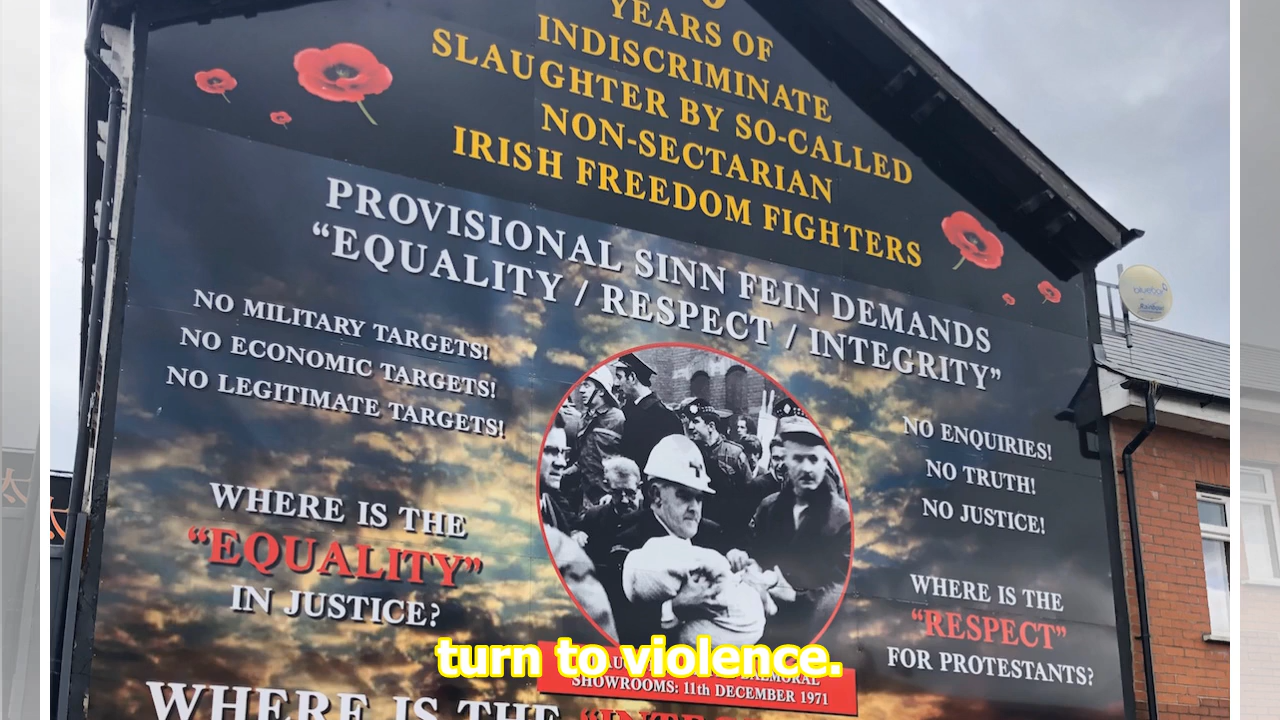 YEARS OF
INDISCRIMINATE
SLAUGHTER BY SO-CALLED
NON-SECTARIAN
IRISH FREEDOM FIGHTERS
PROVISIONAL SINN FEIN DEMANDS
“EQUALITY / RESPECT / INTEGRITY”
NO MILITARY TARGETS!
NO ECONOMIC TARGETS!
NO LEGITIMATE TARGETS!
WHERE IS THE
“EQUALITY”
IN JUSTICE?
NO ENQUIRIES!
NO TRUTH!
NO JUSTICE!
WHERE IS THE
“RESPECT”
FOR PROTESTANTS?
BALMORAL
SHOWROOMS: 11th DECEMBER 1971
turn to violence.
WHERE IS THE